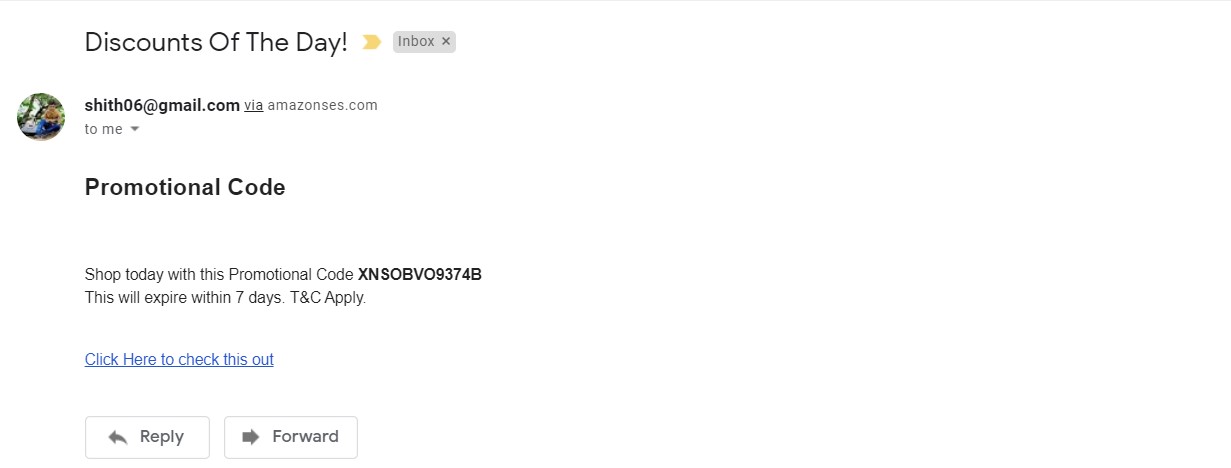 Discounts Of The Day! Inbox ×
shith06@gmail.com via amazonses.com
to me
Promotional Code
Shop today with this Promotional Code XNSOBVO9374B
This will expire within 7 days. T&C Apply.
Click Here to check this out
Reply Forward